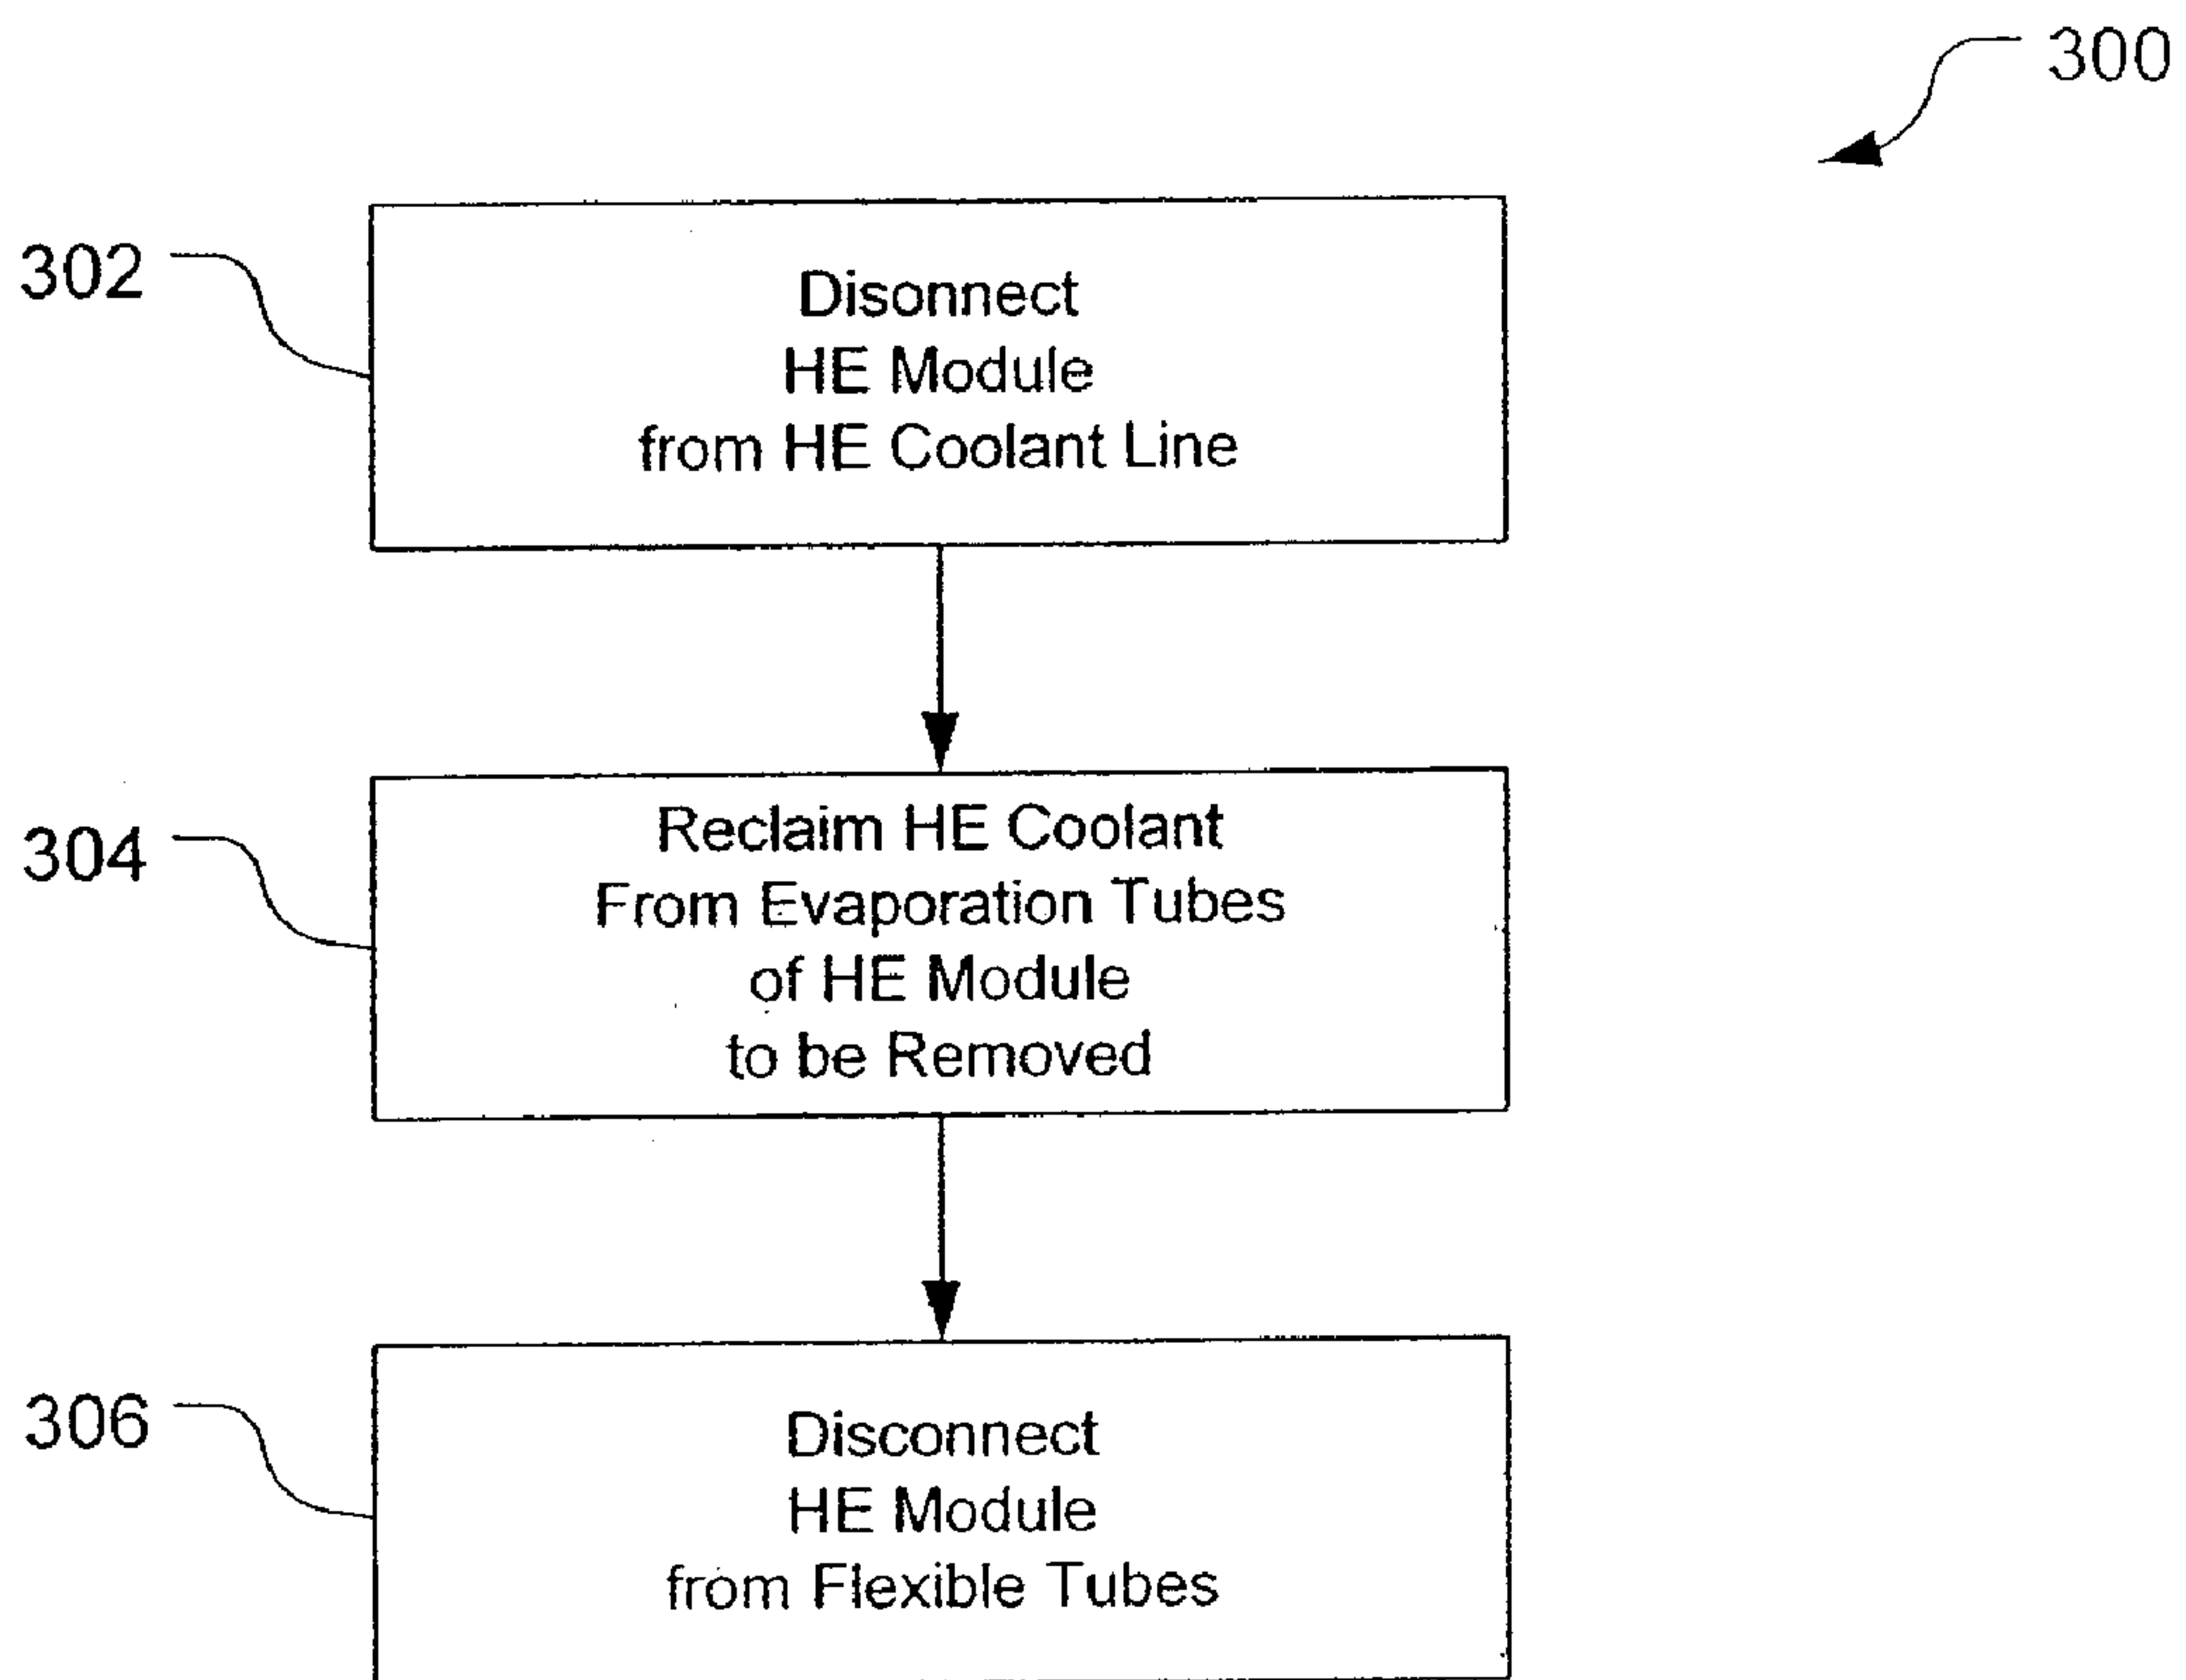 300
302
Disonnect
HE Module
from HE Coolant Line
304
Reclaim HE Coolant
From Evaporation Tubes
of HE Module
to be Removed
306
Disconnect
HE Module
from Flexible Tubes